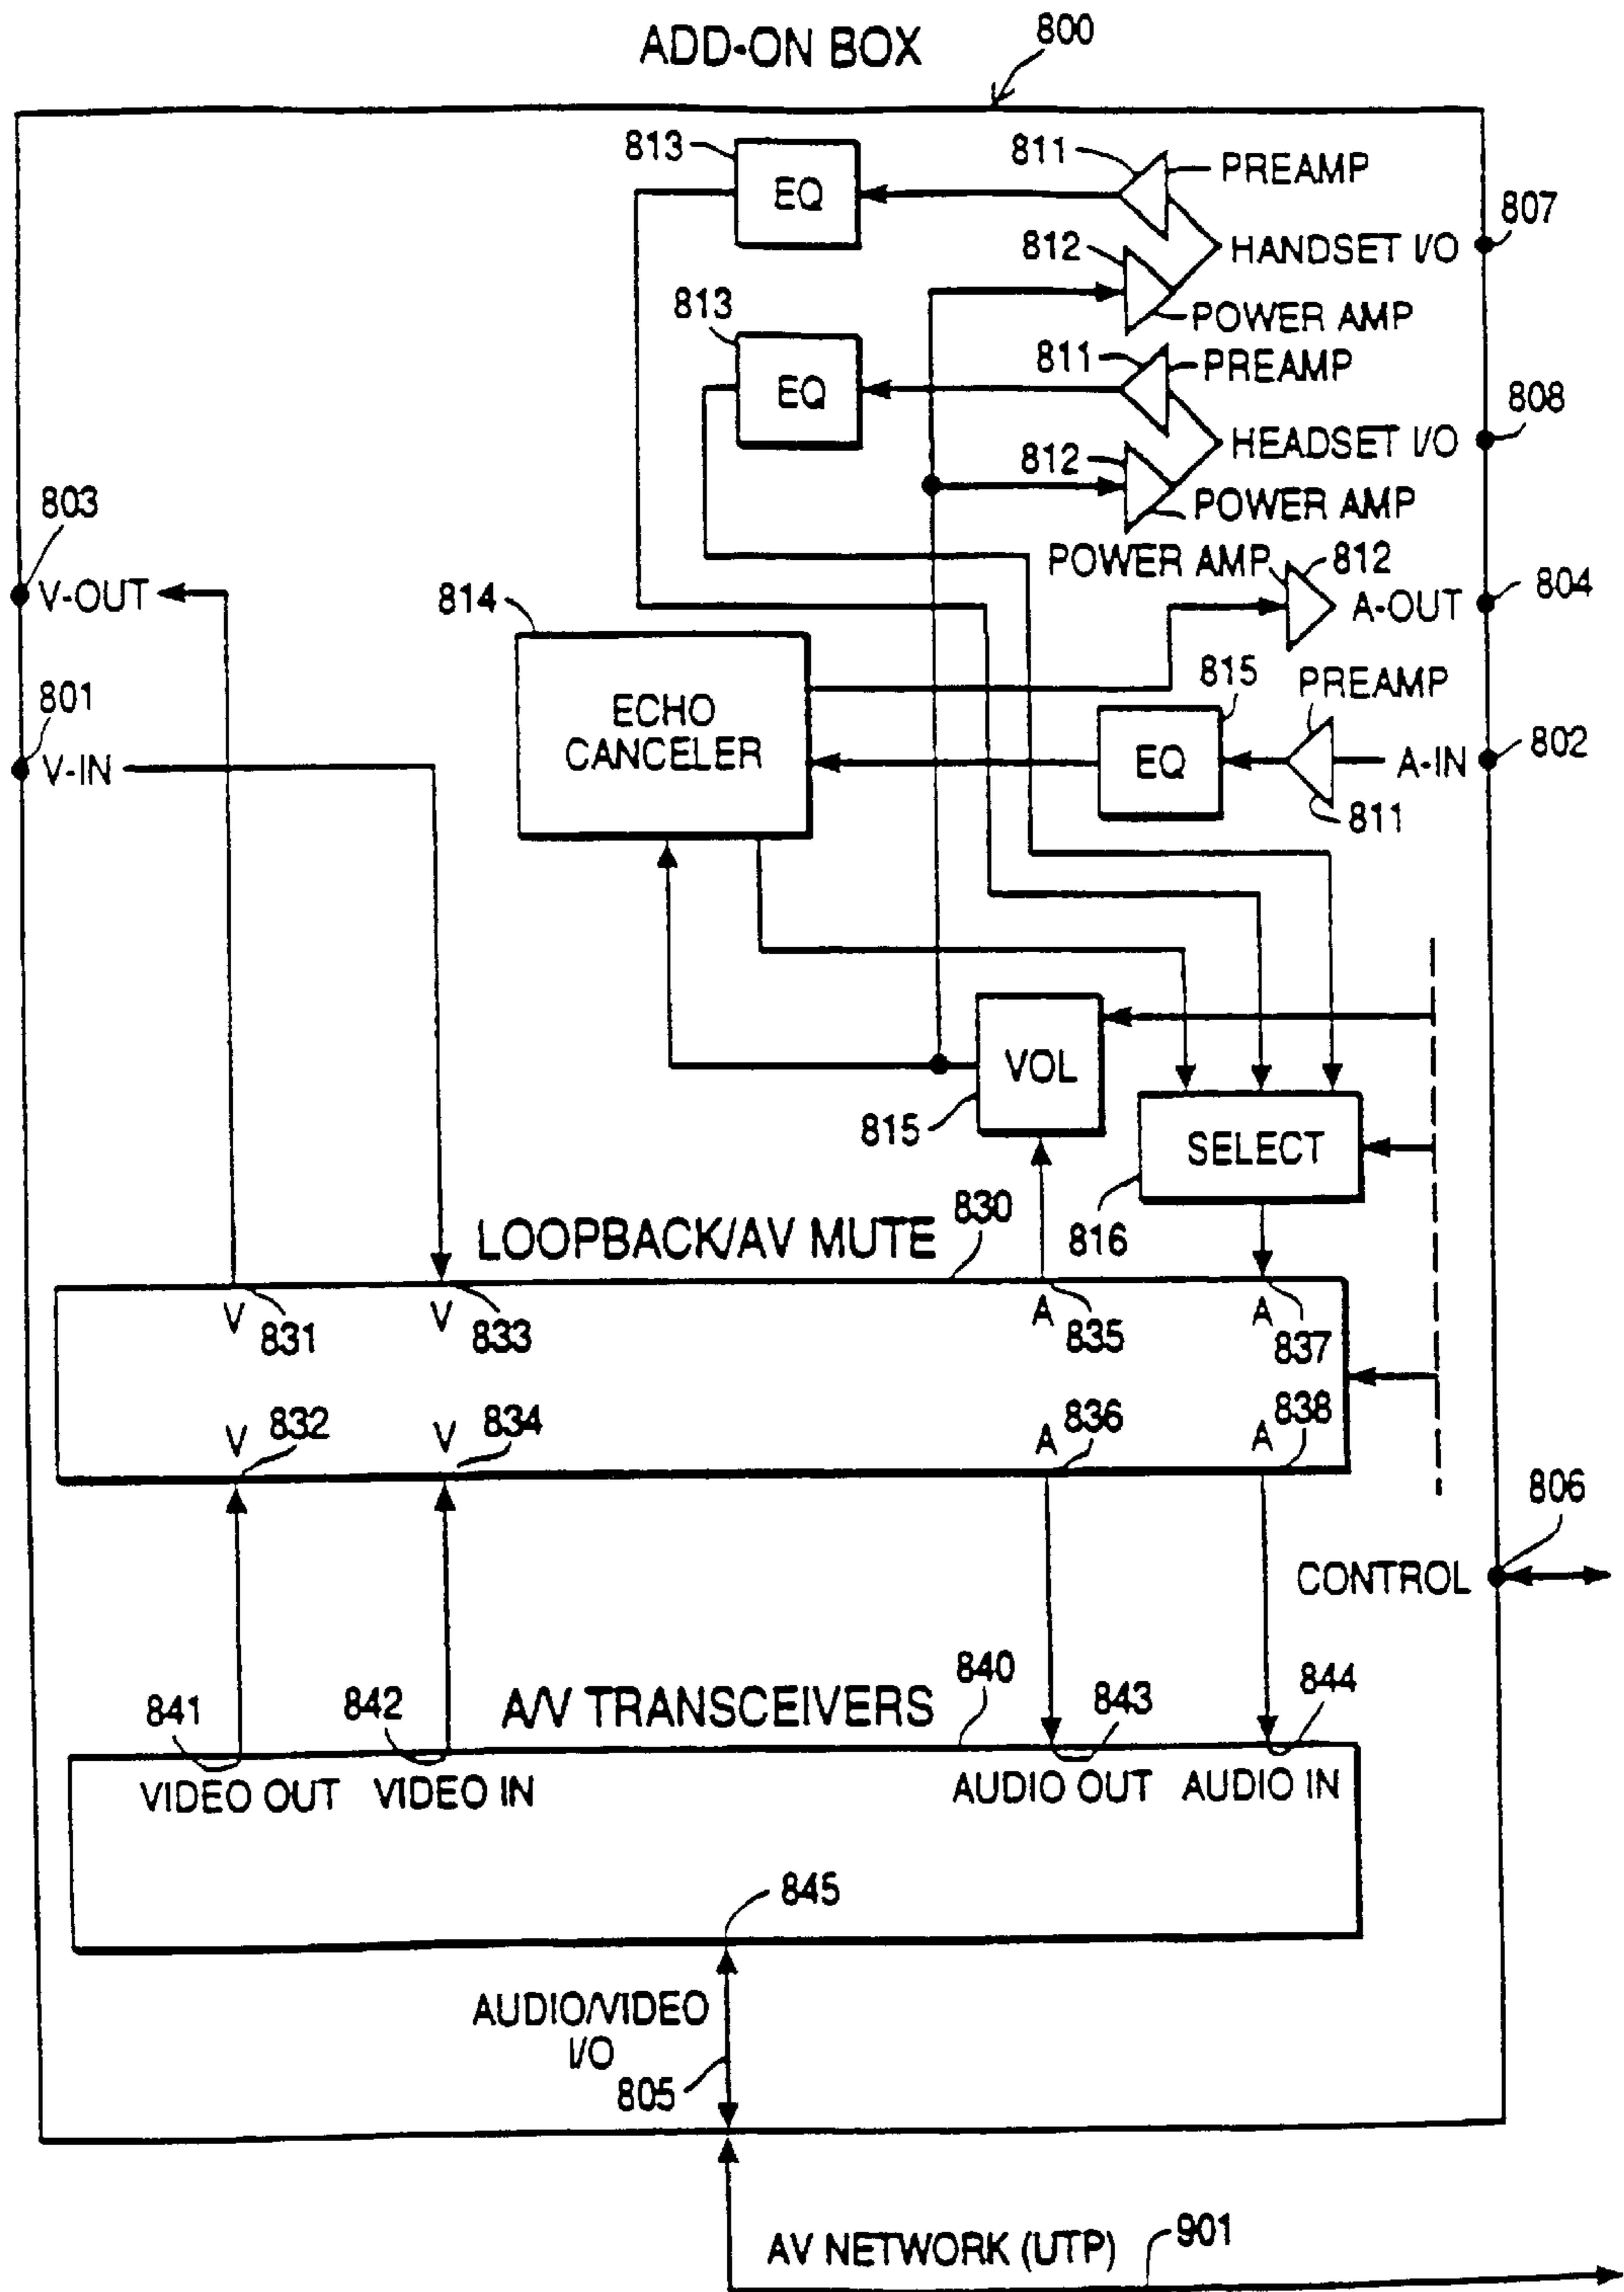 ADD-ON BOX
800
813
EQ
811
PREAMP
807
HANDSET I/O
812
POWER AMP
813
EQ
811
PREAMP
808
HEADSET I/O
812
POWER AMP
POWER AMP
812
803
V-OUT
A-OUT
804
814
ECHO
CANCELER
815
PREAMP
801
V-IN
EQ
A-IN
802
811
VOL
815
SELECT
816
LOOPBACK/AV MUTE
830
V
831
V
833
A
835
A
837
V
832
V
834
A
836
A
838
806
CONTROL
A/V TRANSCEIVERS
840
841
842
843
844
VIDEO OUT
VIDEO IN
AUDIO OUT
AUDIO IN
845
AUDIO/VIDEO
I/O
805
AV NETWORK (UTP)
901